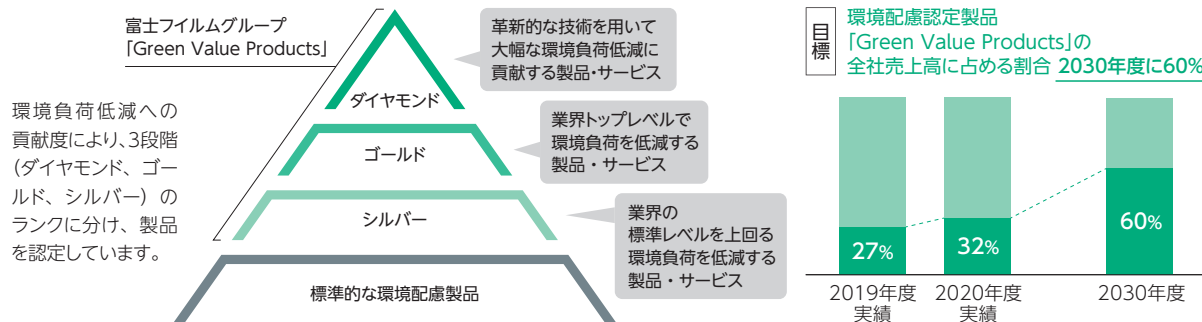 富士フイルムグループ
「Green Value Products」
環境負荷低減への
貢献度により、3段階
(ダイヤモンド、ゴー
ルド、シルバー）の
ランクに分け、製品
を認定しています。
ダイヤモンド
ゴールド
シルバー
標準的な環境配慮製品
革新的な技術を用いて
大幅な環境負荷低減に
貢献する製品・サービス
業界トップレベルで
環境負荷を低減する
製品・サービス
業界の
標準レベルを上回る
環境負荷を低減する
製品・サービス
目標
環境配慮認定製品
「Green Value Products」の
全社売上高に占める割合 2030年度に60%
27%
32%
60%
2019年度
実績
2020年度
実績
2030年度